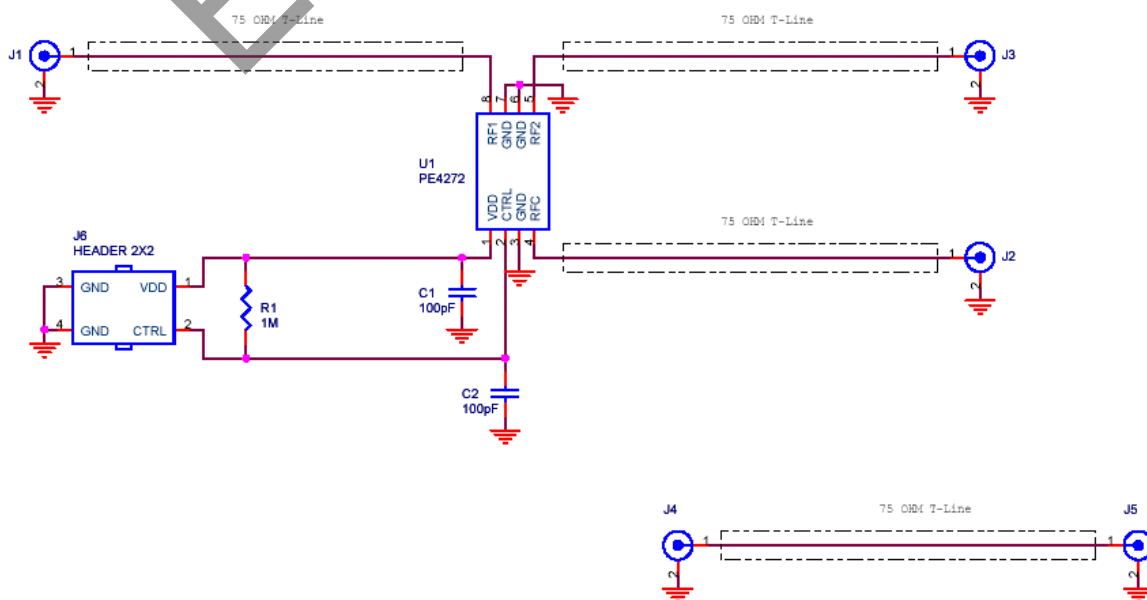 75 OHM T-Line
75 OHM T-Line
J1
1
2
1
J3
2
8
7
6
5
RF1
GND
GND
RF2
U1
PE4272
VDD
CTRL
GND
RFC
1
2
3
4
75 OHM T-Line
1
J2
2
J6
HEADER 2X2
3
GND
VDD
1
4
GND
CTRL
2
R1
1M
C1
100pF
C2
100pF
J4
75 OHM T-Line
J5
1
1
2
2